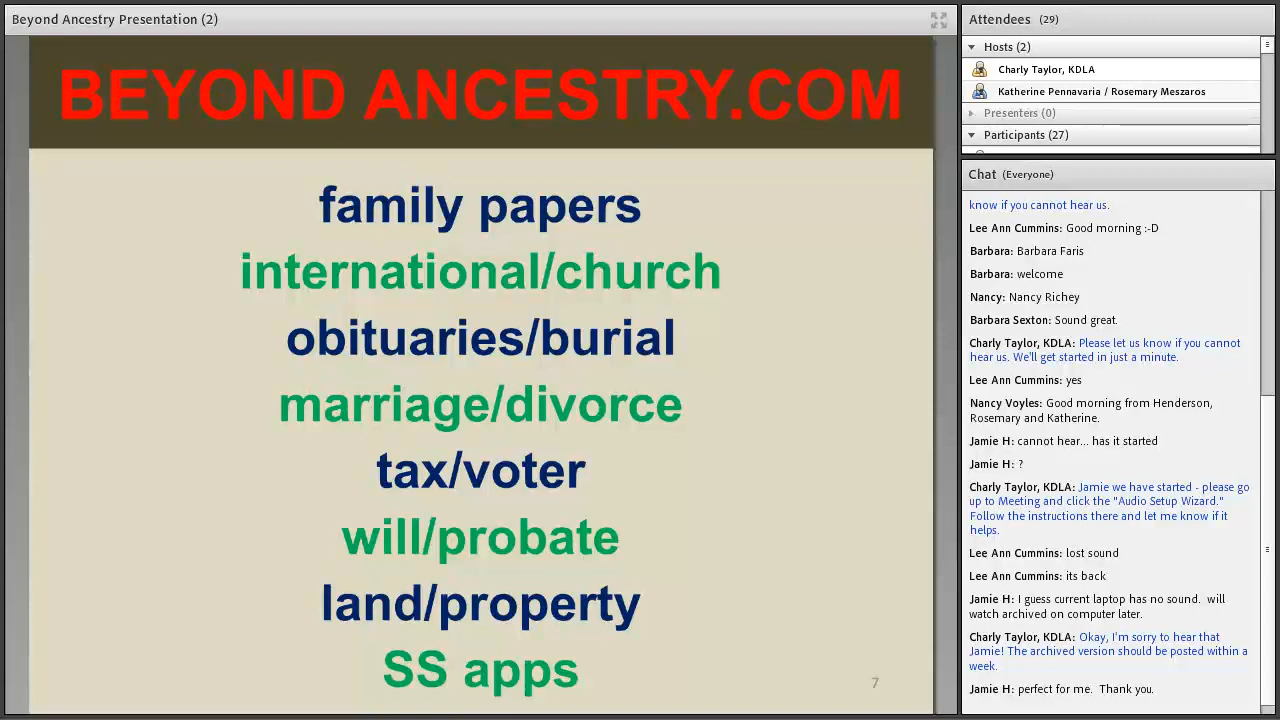 Beyond Ancestry Presentation (2)
BEYOND ANCESTRY.COM
family papers
international/church
obituaries/burial
marriage/divorce
tax/voter
will/probate
land/property
SS apps
7
Attendees (29)
Hosts (2)
Charly Taylor, KDLA
Katherine Pennavaria / Rosemary Meszaros
Presenters (0)
Participants (27)
Chat (Everyone)
know if you cannot hear us.
Lee Ann Cummins: Good morning :-D
Barbara: Barbara Faris
Barbara: welcome
Nancy: Nancy Richey
Barbara Sexton: Sound great.
Charly Taylor, KDLA: Please let us know if you cannot
hear us. We'll get started in just a minute.
Lee Ann Cummins: yes
Nancy Voyles: Good morning from Henderson,
Rosemary and Katherine.
Jamie H: cannot hear... has it started
Jamie H: ?
Charly Taylor, KDLA: Jamie we have started - please go
up to Meeting and click the "Audio Setup Wizard."
Follow the instructions there and let me know if it
helps.
Lee Ann Cummins: lost sound
Lee Ann Cummins: its back
Jamie H: I guess current laptop has no sound.  will
watch archived on computer later.
Charly Taylor, KDLA: Okay, I'm sorry to hear that
Jamie! The archived version should be posted within a
week.
Jamie H: perfect for me.  Thank you.